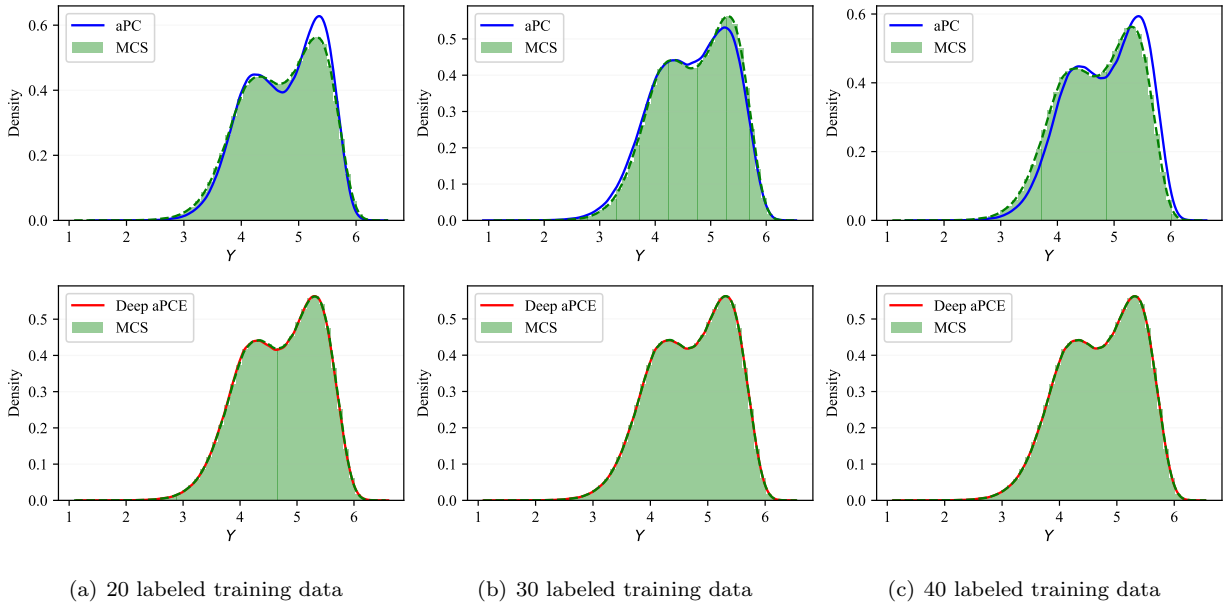 aPC
MCS
Density
0.6
0.4
0.2
0.0
1 2 3 4 5 6
Y
aPC
MCS
Density
0.5
0.4
0.3
0.2
0.1
0.0
1 2 3 4 5 6
Y
aPC
MCS
Density
0.6
0.4
0.2
0.0
1 2 3 4 5 6
Y
Deep aPCE
MCS
Density
0.5
0.4
0.3
0.2
0.1
0.0
1 2 3 4 5 6
Y
Deep aPCE
MCS
Density
0.5
0.4
0.3
0.2
0.1
0.0
1 2 3 4 5 6
Y
Deep aPCE
MCS
Density
0.5
0.4
0.3
0.2
0.1
0.0
1 2 3 4 5 6
Y
(a) 20 labeled training data
(b) 30 labeled training data
(c) 40 labeled training data